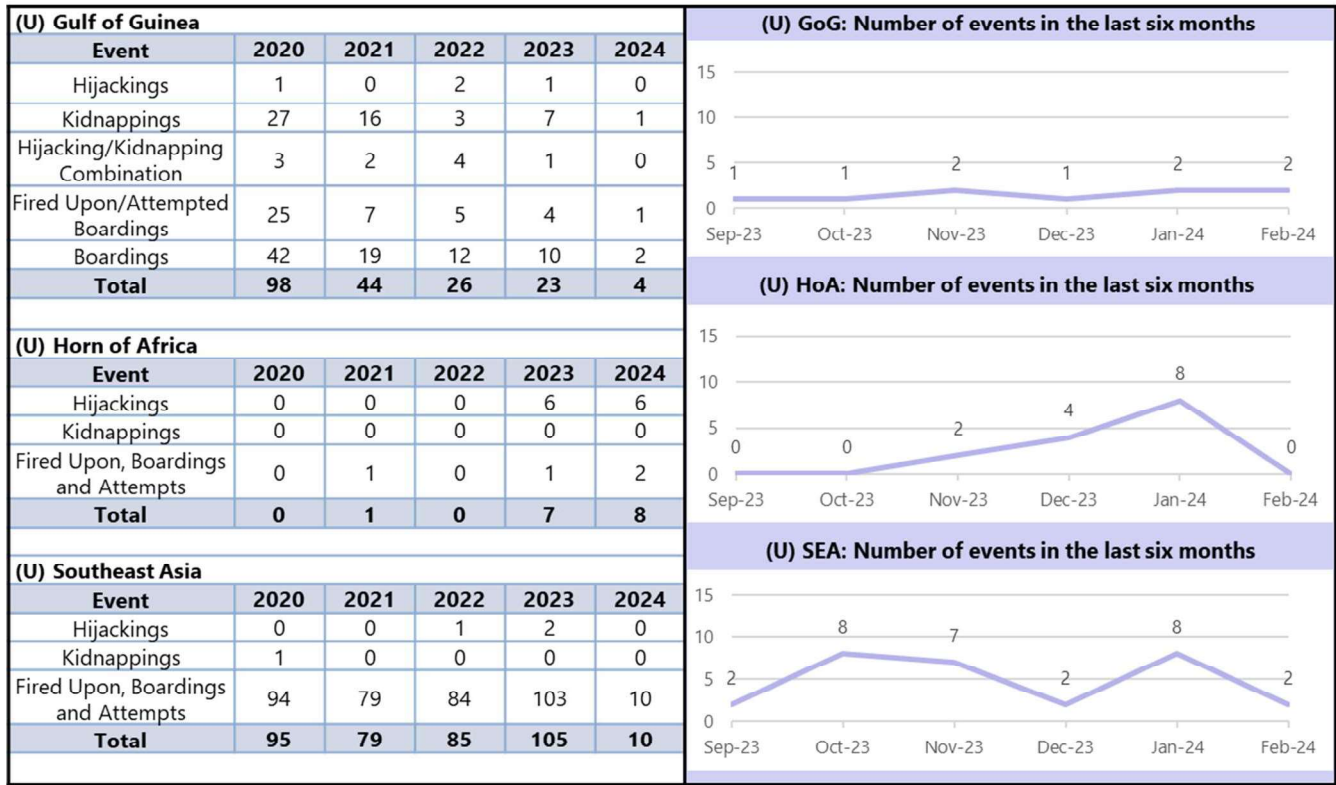 (U) Gulf of Guinea
Event 2020 2021 2022 2023 2024
Hijackings 1 0 2 1 0
Kidnappings 27 16 3 7 1
Hijacking/Kidnapping
Combination 3 2 4 1 0
Fired Upon/Attempted
Boardings 25 7 5 4 1
Boardings 42 19 12 10 2
Total 98 44 26 23 4
(U) Horn of Africa
Event 2020 2021 2022 2023 2024
Hijackings 0 0 0 6 6
Kidnappings 0 0 0 0 0
Fired Upon, Boardings
and Attempts 0 1 0 1 2
Total 0 1 0 7 8
(U) Southeast Asia
Event 2020 2021 2022 2023 2024
Hijackings 0 0 1 2 0
Kidnappings 1 0 0 0 0
Fired Upon, Boardings
and Attempts 94 79 84 103 10
Total 95 79 85 105 10
(U) GoG: Number of events in the last six months
15
10
5
0
1 1 2 1 2 2
Sep-23 Oct-23 Nov-23 Dec-23 Jan-24 Feb-24
(U) HoA: Number of events in the last six months
15
10
5
0
0 0 2 4 8 0
Sep-23 Oct-23 Nov-23 Dec-23 Jan-24 Feb-24
(U) SEA: Number of events in the last six months
15
10
5
0
2 8 7 2 8 2
Sep-23 Oct-23 Nov-23 Dec-23 Jan-24 Feb-24